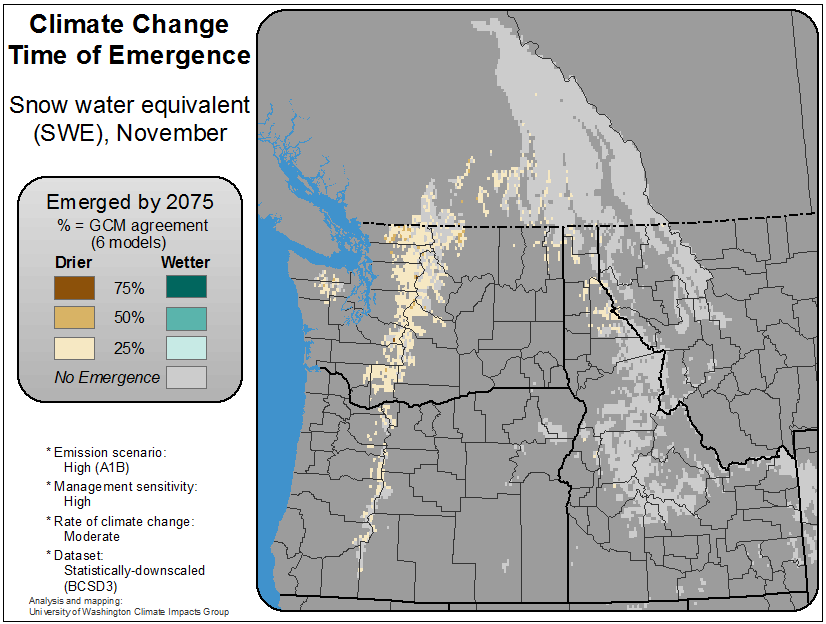 Climate Change
Time of Emergence
Snow water equivalent
(SWE), November
Emerged by 2075
% = GCM agreement
(6 models)
Drier Wetter
75%
50%
25%
No Emergence
* Emission scenario:
High (A1B)
* Management sensitivity:
High
* Rate of climate change:
Moderate
* Dataset:
Statistically-downscaled
(BCSD3)
Analysis and mapping:
University of Washington Climate Impacts Group